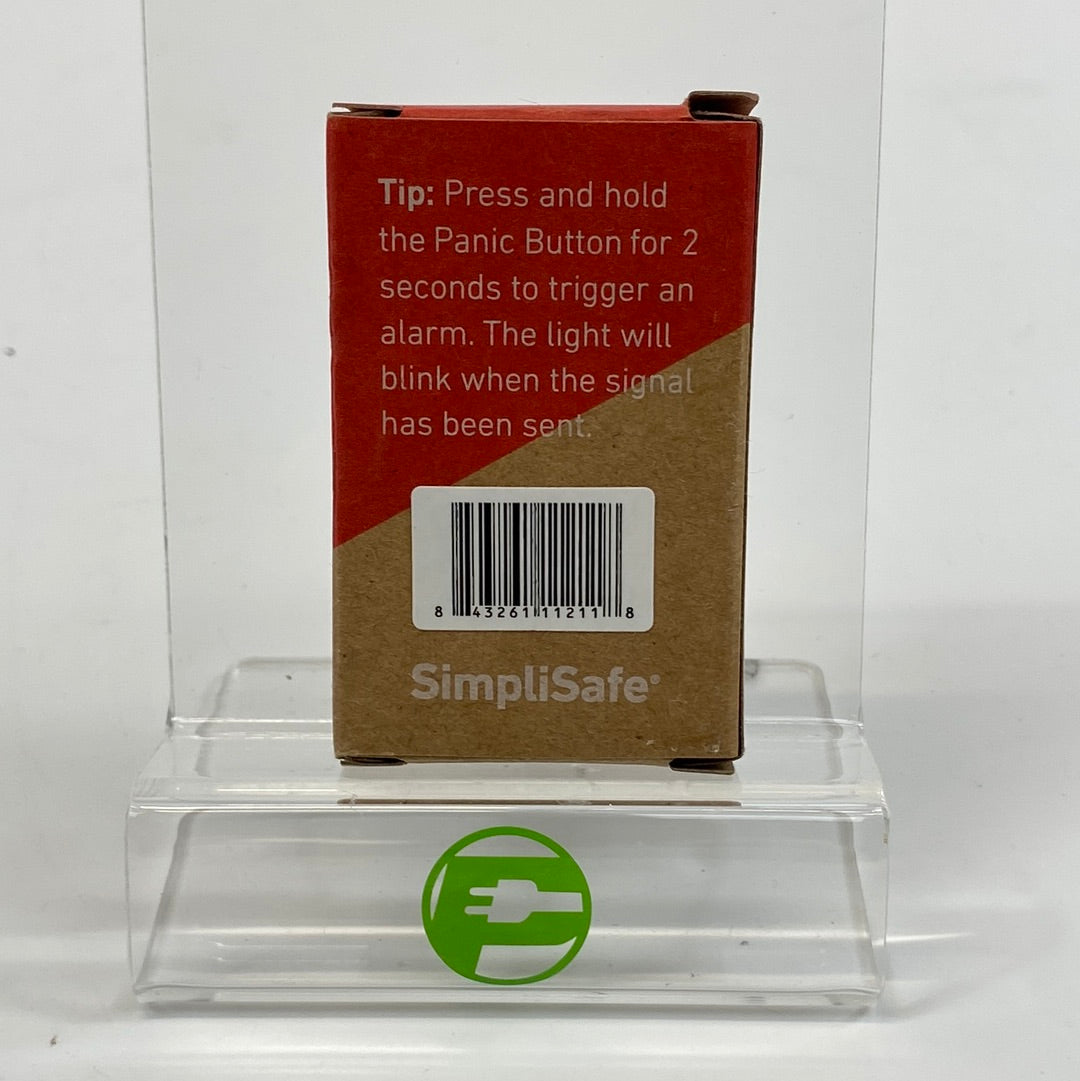 Tip: Press and hold
the Panic Button for 2
seconds to trigger an
alarm. The light will
blink when the signal
has been sent.
8 43261 11211 8
SimpliSafe®